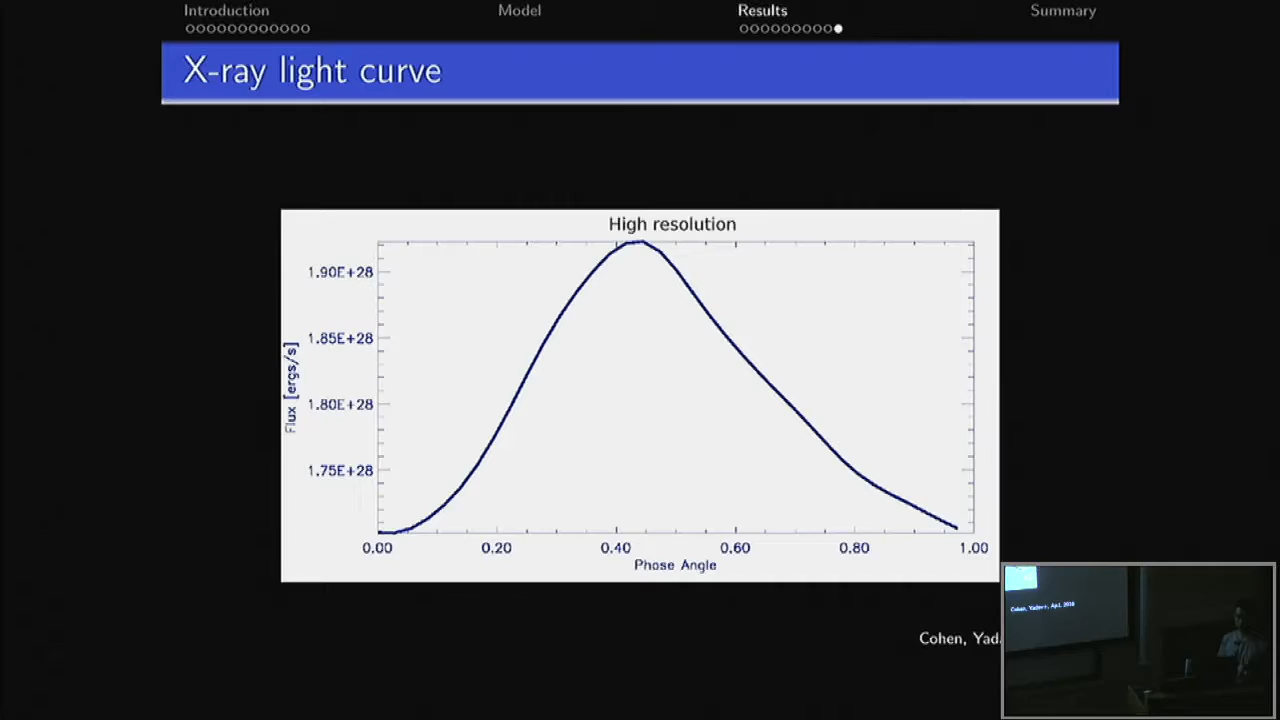 Introduction
Model
Results
Summary
X-ray light curve
High resolution
1.90E+28
1.85E+28
1.80E+28
1.75E+28
Flux [ergs/s]
0.00 0.20 0.40 0.60 0.80 1.00
Phase Angle
Cohen, Yad